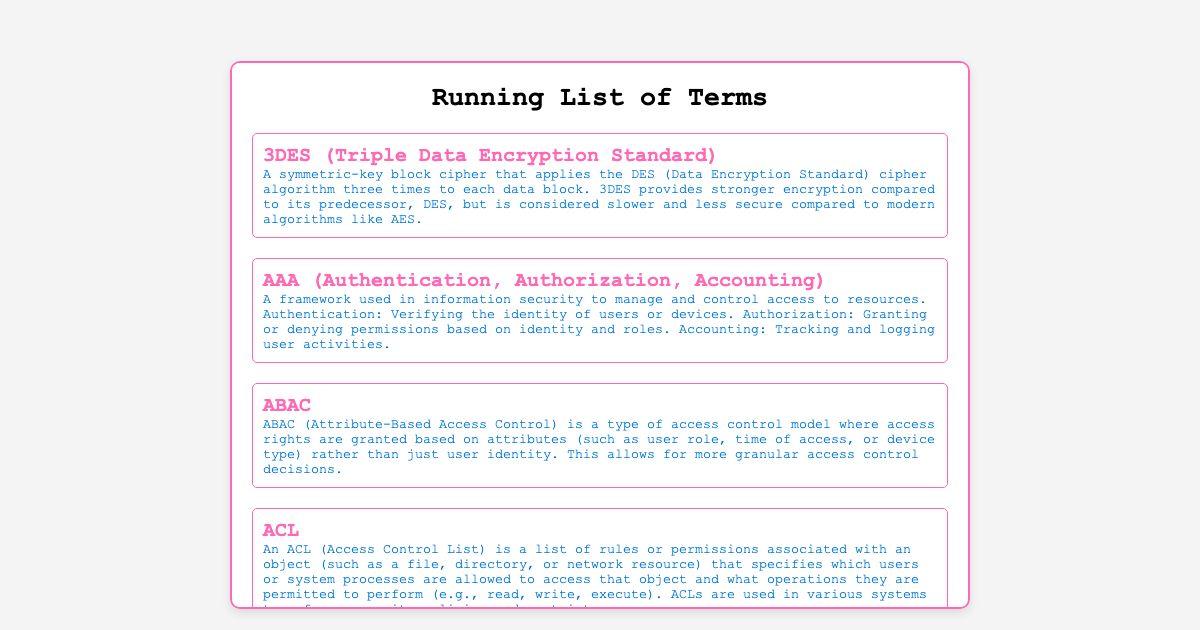 Running List of Terms
3DES (Triple Data Encryption Standard)
A symmetric-key block cipher that applies the DES (Data Encryption Standard) cipher
algorithm three times to each data block. 3DES provides stronger encryption compared
to its predecessor, DES, but is considered slower and less secure compared to modern
algorithms like AES.
AAA (Authentication, Authorization, Accounting)
A framework used in information security to manage and control access to resources.
Authentication: Verifying the identity of users or devices. Authorization: Granting
or denying permissions based on identity and roles. Accounting: Tracking and logging
user activities.
ABAC
ABAC (Attribute-Based Access Control) is a type of access control model where access
rights are granted based on attributes (such as user role, time of access, or device
type) rather than just user identity. This allows for more granular access control
decisions.
ACL
An ACL (Access Control List) is a list of rules or permissions associated with an
object (such as a file, directory, or network resource) that specifies which users
or system processes are allowed to access that object and what operations they are
permitted to perform (e.g., read, write, execute). ACLs are used in various systems